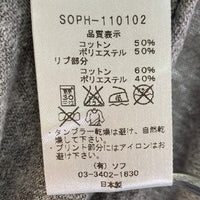 SOPH-110102
品質表示
コットン 50%
ポリエステル 50%
リブ部分
コットン 60%
ポリエステル 40%
・タンブラー乾燥は避け、自然乾
燥して下さい。
・プリント部分にはアイロンはお
避け下さい。
(有)ソフ
03-3402-1830
日本製